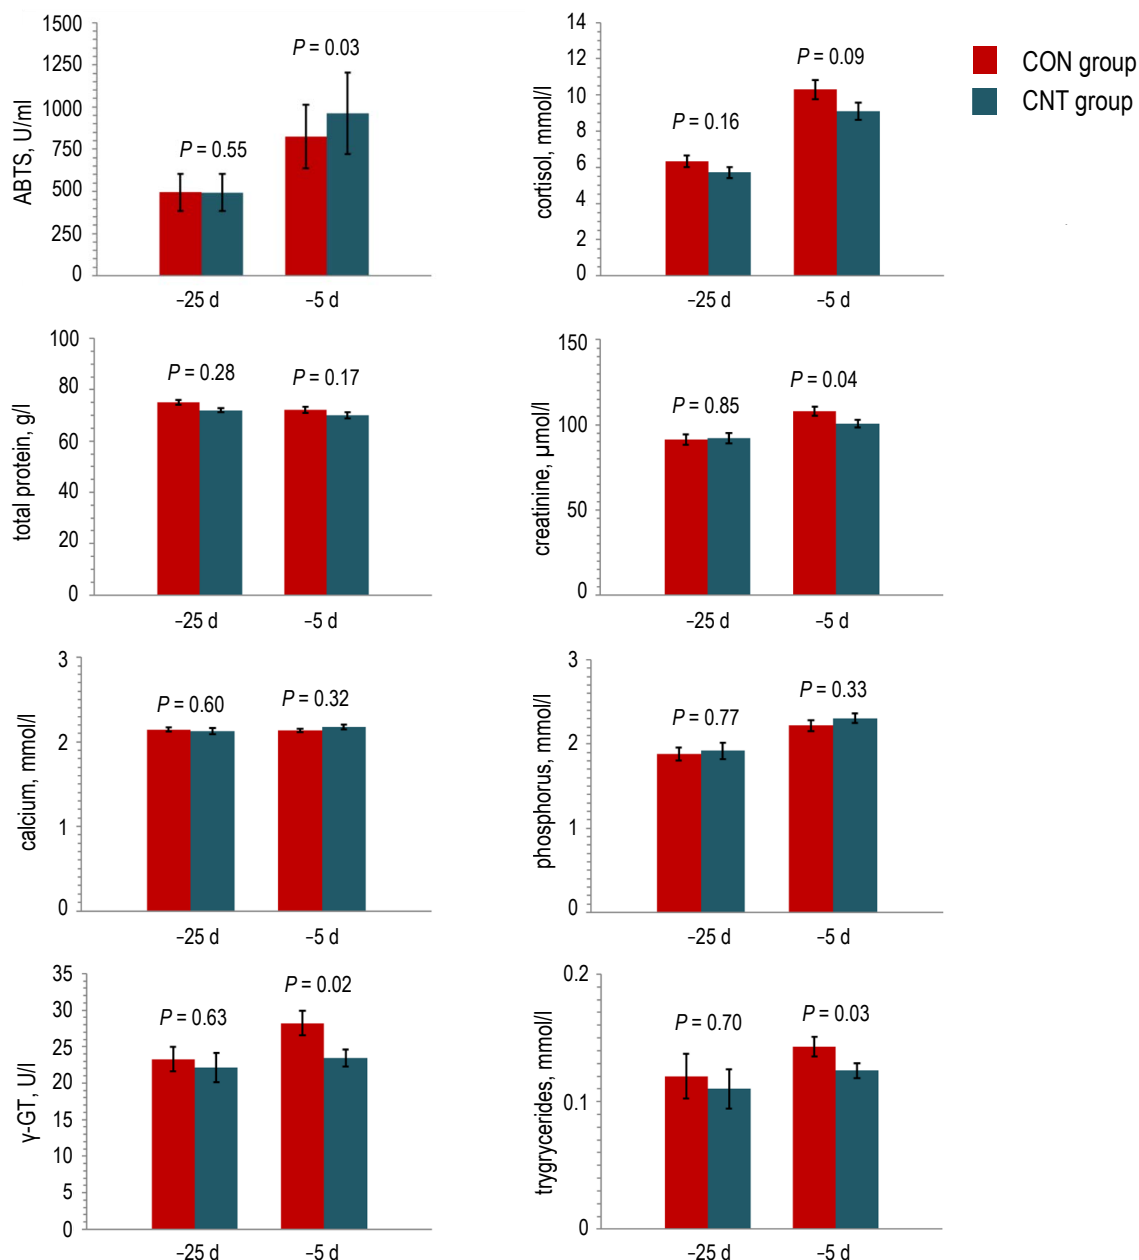 ABTS, U/ml
1500
1250
1000
750
500
250
0
P = 0.55
P = 0.03
–25 d
–5 d
cortisol, mmol/l
14
12
10
8
6
4
2
0
P = 0.16
P = 0.09
–25 d
–5 d
CON group
CNT group
total protein, g/l
100
80
60
40
20
0
P = 0.28
P = 0.17
–25 d
–5 d
creatinine, µmol/l
150
100
50
0
P = 0.85
P = 0.04
–25 d
–5 d
calcium, mmol/l
3
2
1
0
P = 0.60
P = 0.32
–25 d
–5 d
phosphorus, mmol/l
3
2
1
0
P = 0.77
P = 0.33
–25 d
–5 d
γ-GT, U/l
35
30
25
20
15
10
5
0
P = 0.63
P = 0.02
–25 d
–5 d
trygrycerides, mmol/l
0.2
0.1
0
P = 0.70
P = 0.03
–25 d
–5 d